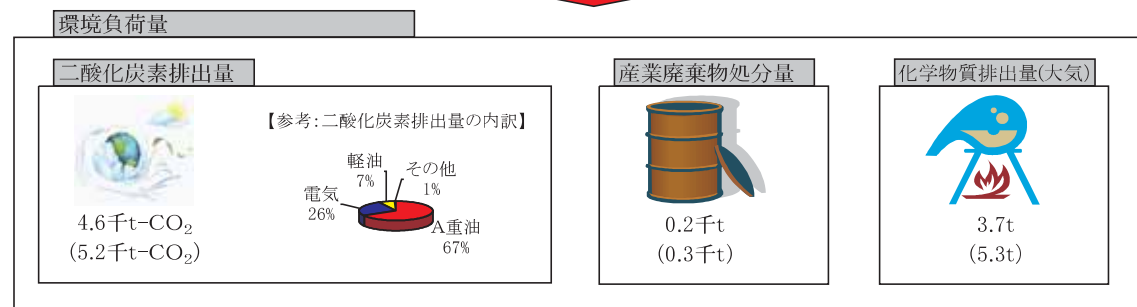 環境負荷量
二酸化炭素排出量
【参考:二酸化炭素排出量の内訳】
軽油
7%
その他
1%
電気
26%
A重油
67%
4.6千t-CO₂
(5.2千t-CO₂)
産業廃棄物処分量
0.2千t
(0.3千t)
化学物質排出量(大気)
3.7t
(5.3t)